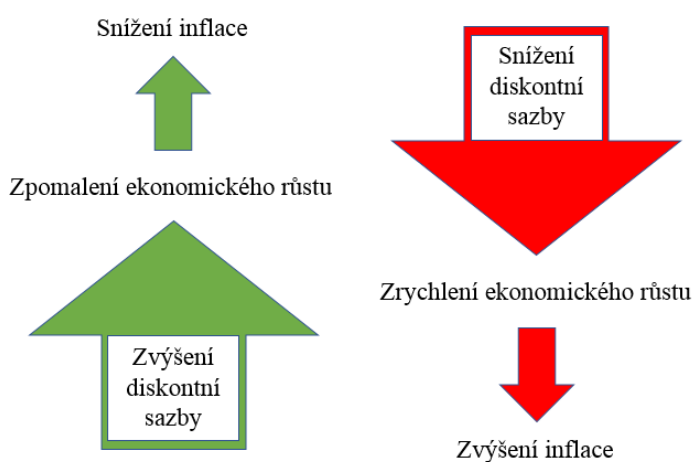 Snížení inflace
Zpomalení ekonomického růstu
Zvýšení
diskontní
sazby
Snížení
diskontní
sazby
Zrychlení ekonomického růstu
Zvýšení inflace